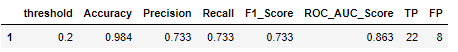 threshold Accuracy Precision Recall F1_Score ROC_AUC_Score TP FP
1 0.2 0.984 0.733 0.733 0.733 0.863 22 8